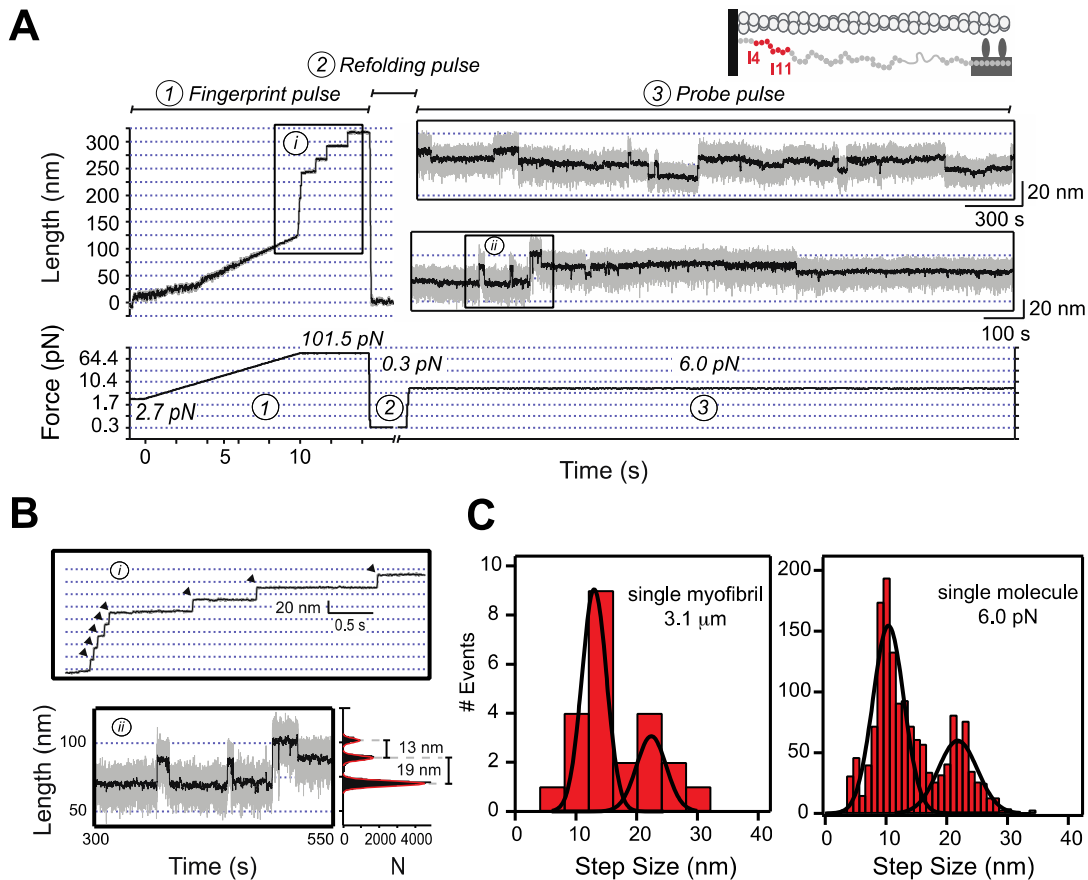 A
I4
I11
2 Refolding pulse
1 Fingerprint pulse
3 Probe pulse
Length (nm)
300
250
200
150
100
50
0
i
20 nm
300 s
ii
20 nm
100 s
Force (pN)
64.4
10.4
1.7
0.3
101.5 pN
0.3 pN
6.0 pN
2.7 pN
1
2
3
0
5
10
Time (s)
B
i
20 nm
0.5 s
ii
Length (nm)
100
50
13 nm
19 nm
300
550
0
2000
4000
Time (s)
N
C
# Events
10
8
6
4
2
0
single myofibril
3.1 μm
0
10
20
30
40
Step Size (nm)
200
150
100
50
0
single molecule
6.0 pN
0
10
20
30
40
Step Size (nm)